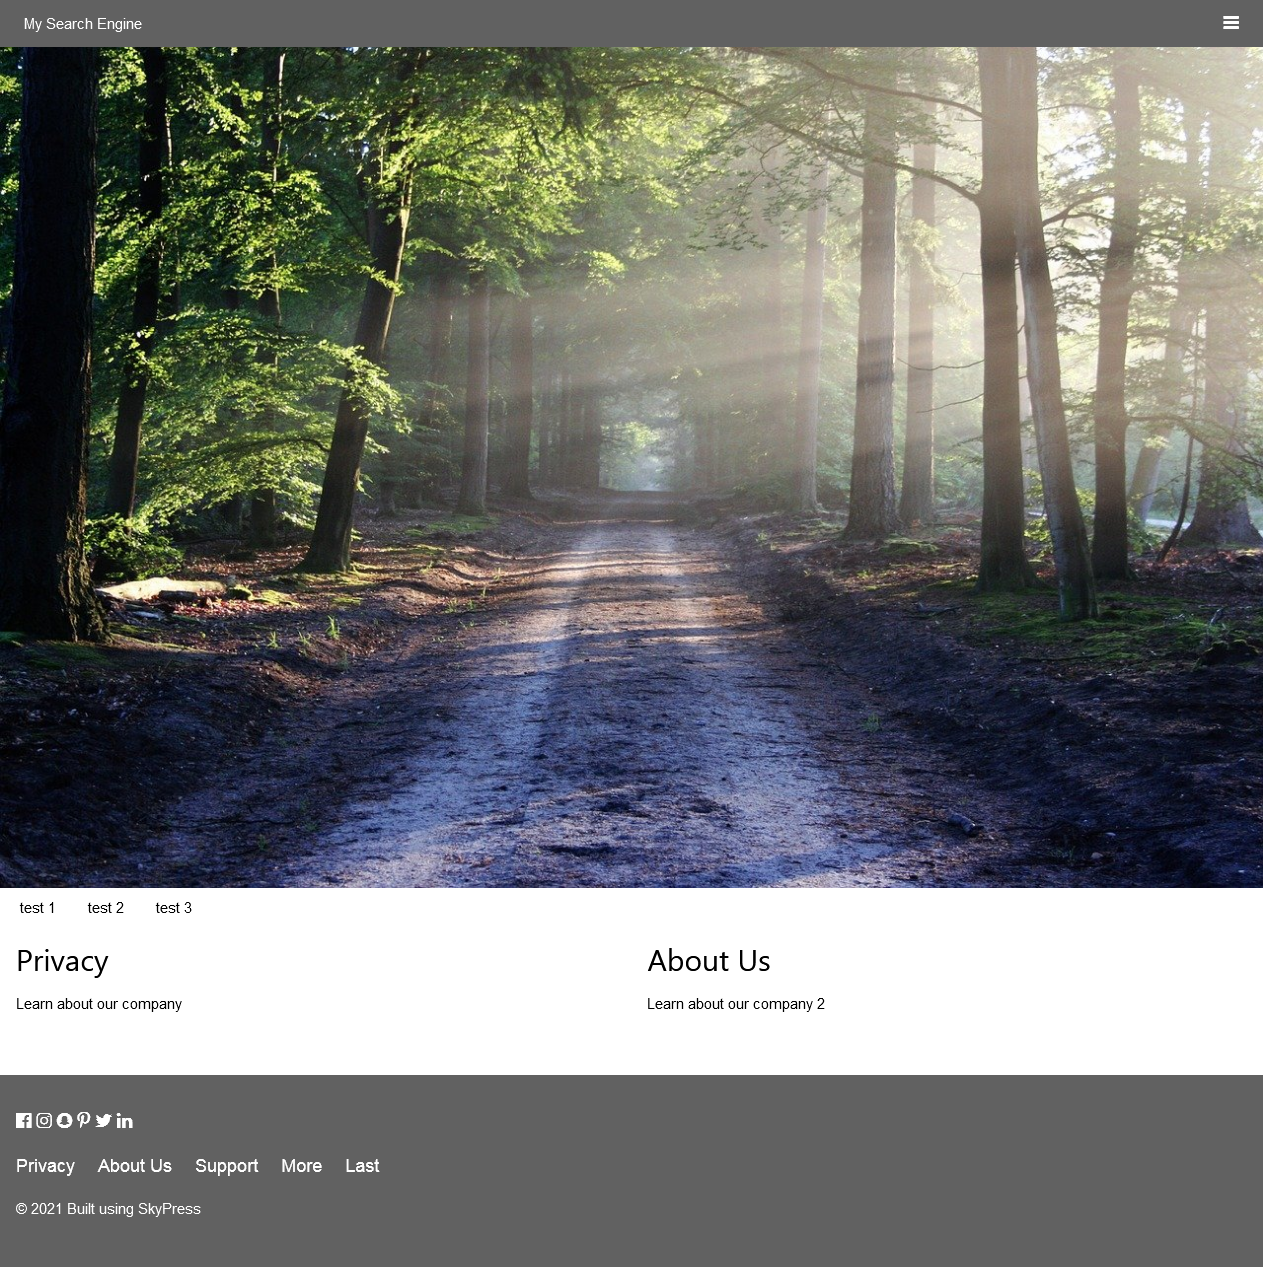 My Search Engine
test 1 test 2 test 3
Privacy
Learn about our company
About Us
Learn about our company 2
Privacy About Us Support More Last
© 2021 Built using SkyPress